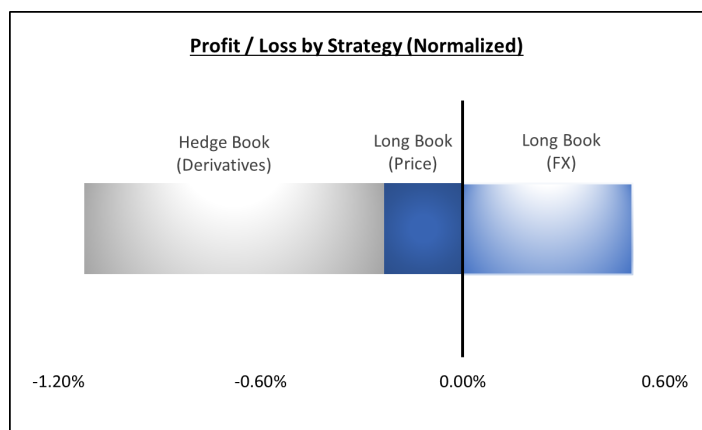 Profit / Loss by Strategy (Normalized)
Hedge Book
(Derivatives)
Long Book
(Price)
Long Book
(FX)
-1.20%
-0.60%
0.00%
0.60%